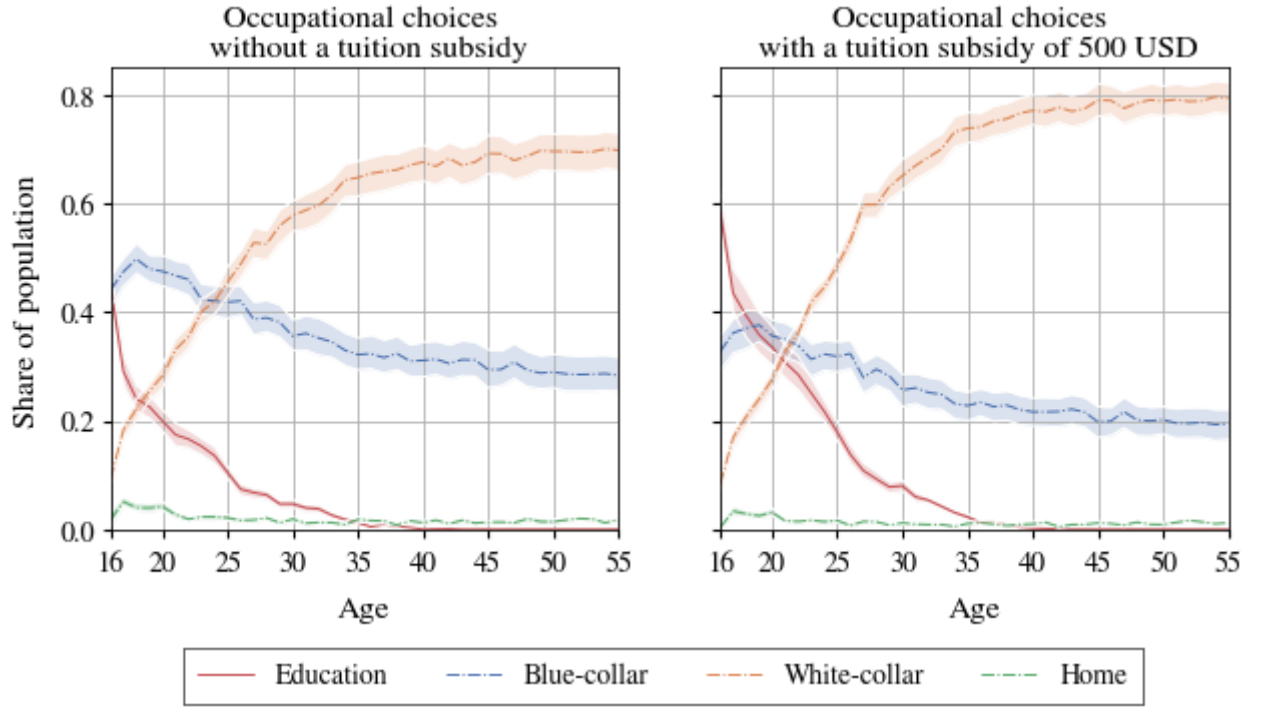 Occupational choices
without a tuition subsidy
Occupational choices
with a tuition subsidy of 500 USD
Share of population
0.8
0.6
0.4
0.2
0.0
16 20 25 30 35 40 45 50 55
16 20 25 30 35 40 45 50 55
Age
Age
Education Blue-collar White-collar Home